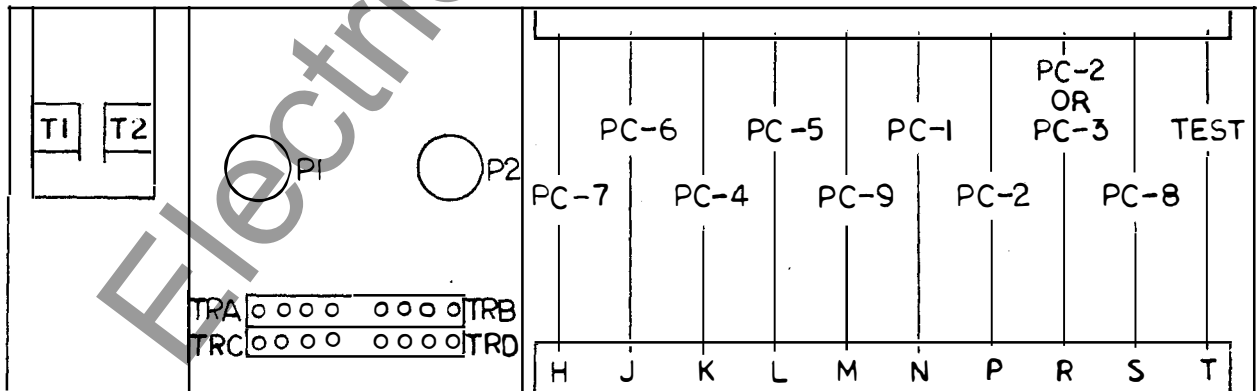 Electric
PC-2
OR
PC-3
T1 T2 PC-6 PC-5 PC-1 TEST
P1 P2
PC-7 PC-4 PC-9 PC-2 PC-8
TRA TRB
TRC TRD
H J K L M N P R S T